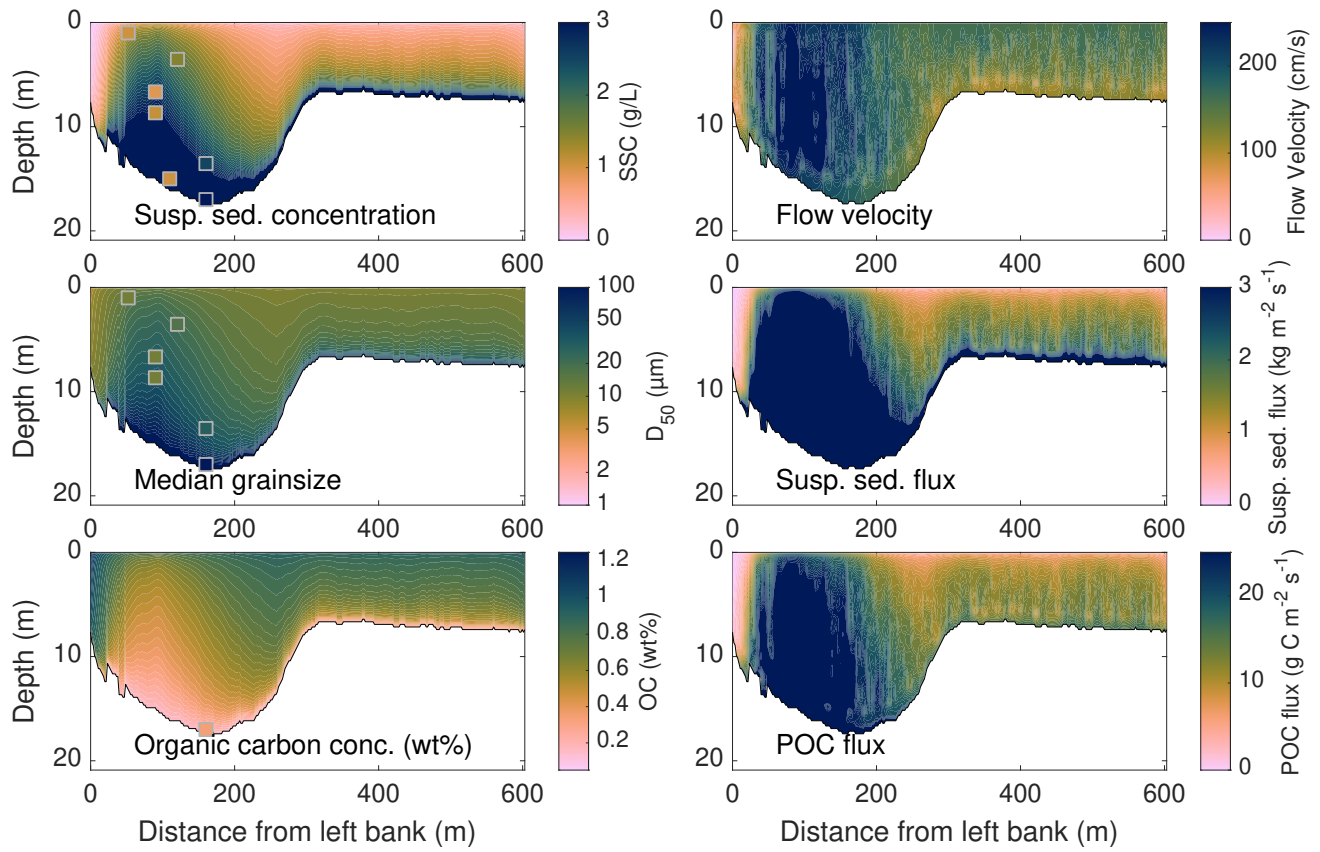 0
10
20
Depth (m)
Susp. sed. concentration
0 200 400 600
3
2
1
0
SSC (g/L)
Flow velocity
0
10
20
0 200 400 600
200
100
0
Flow Velocity (cm/s)
0
10
20
Depth (m)
Median grainsize
0 200 400 600
100
50
20
10
5
2
1
D50 (µm)
0
10
20
Susp. sed. flux
0 200 400 600
3
2
1
0
Susp. sed. flux (kg m-2 s-1)
0
10
20
Depth (m)
Organic carbon conc. (wt%)
0 200 400 600
Distance from left bank (m)
1.2
1
0.8
0.6
0.4
0.2
OC (wt%)
0
10
20
POC flux
0 200 400 600
Distance from left bank (m)
20
10
0
POC flux (g C m-2 s-1)